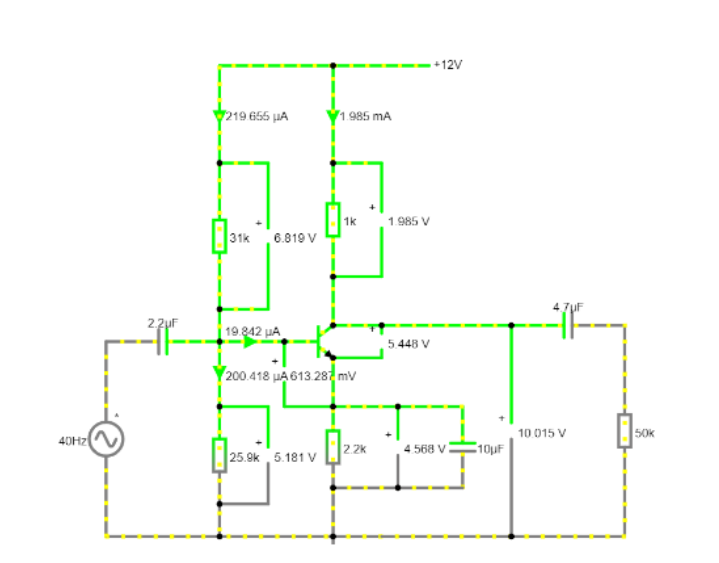 +12V
219.655 µA
1.985 mA
+
31k
6.819 V
+
1k
1.985 V
2.2µF
19.842 µA
+
5.448 V
4.7µF
200.418 µA
+
613.287 mV
40Hz
25.9k
+
5.181 V
2.2k
+
4.568 V
10µF
+
10.015 V
50k